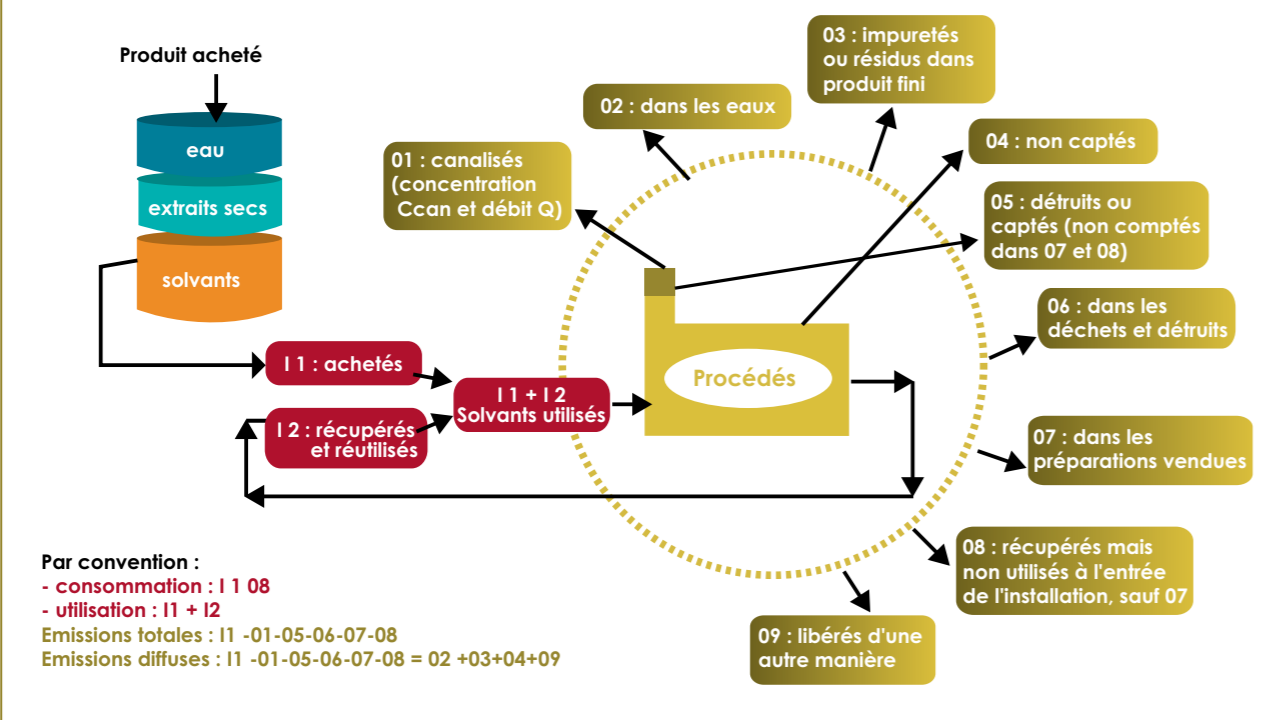 Produit acheté
eau
extraits secs
solvants
I 1 : achetés
I 2 : récupérés
et réutilisés
I 1 + I 2
Solvants utilisés
Procédés
01 : canalisés
(concentration
Ccan et débit Q)
02 : dans les eaux
03 : impuretés
ou résidus dans
produit fini
04 : non captés
05 : détruits ou
captés (non comptés
dans 07 et 08)
06 : dans les
déchets et détruits
07 : dans les
préparations vendues
08 : récupérés mais
non utilisés à l'entrée
de l'installation, sauf 07
09 : libérés d'une
autre manière
Par convention :
- consommation : I 1 08
- utilisation : I1 + I2
Emissions totales : I1 -01-05-06-07-08
Emissions diffuses : I1 -01-05-06-07-08 = 02 +03+04+09